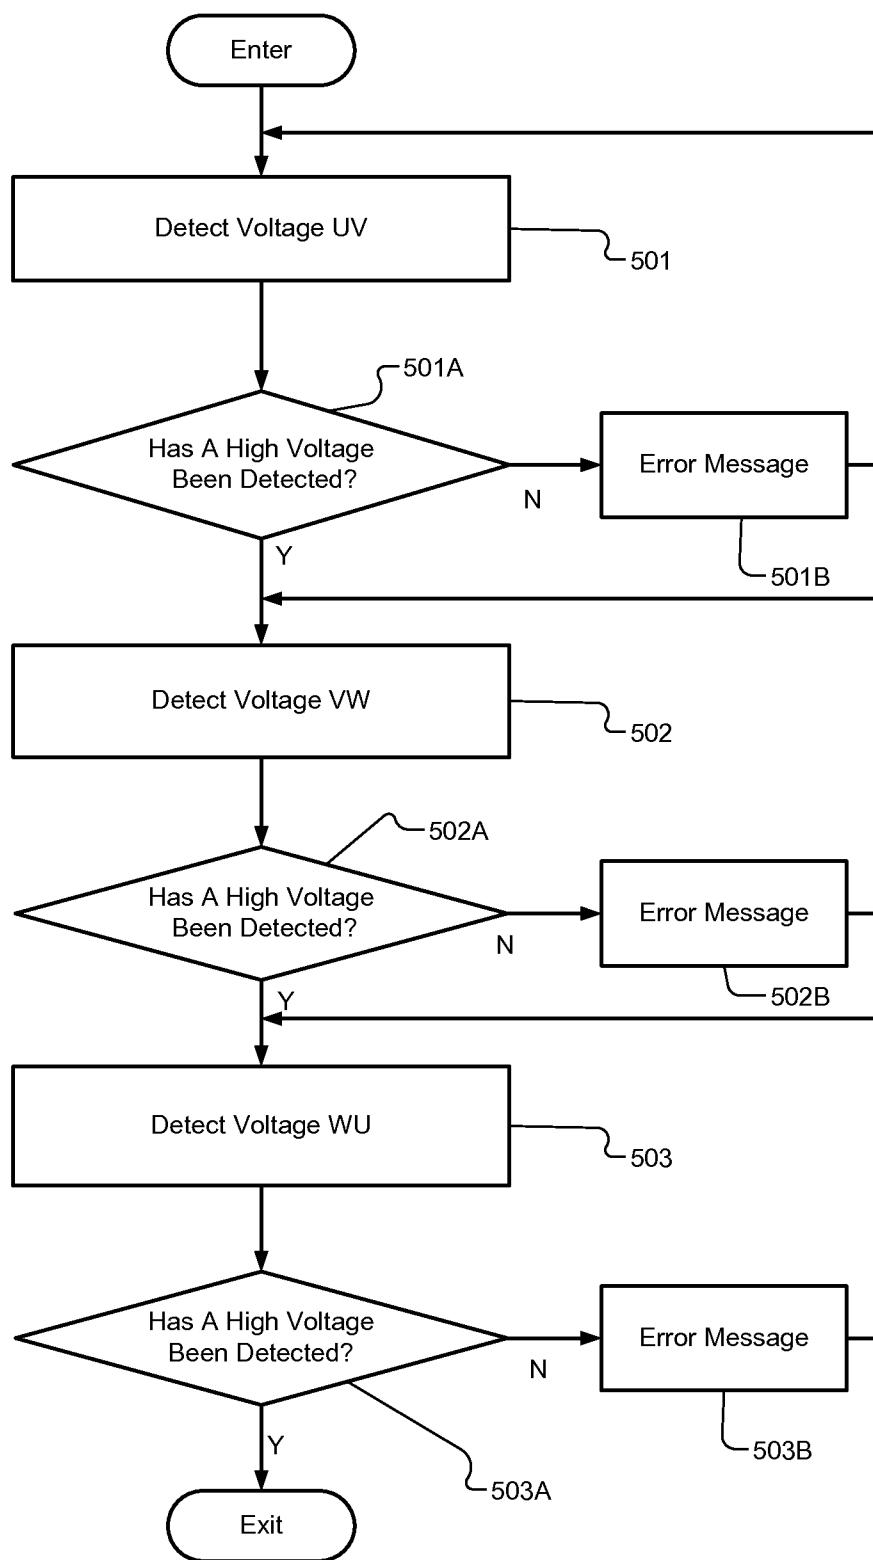 Enter
Detect Voltage UV
501
501A
Has A High Voltage
Been Detected?
Error Message
N
Y
501B
Detect Voltage VW
502
502A
Has A High Voltage
Been Detected?
Error Message
N
Y
502B
Detect Voltage WU
503
Has A High Voltage
Been Detected?
Error Message
N
Y
503B
503A
Exit